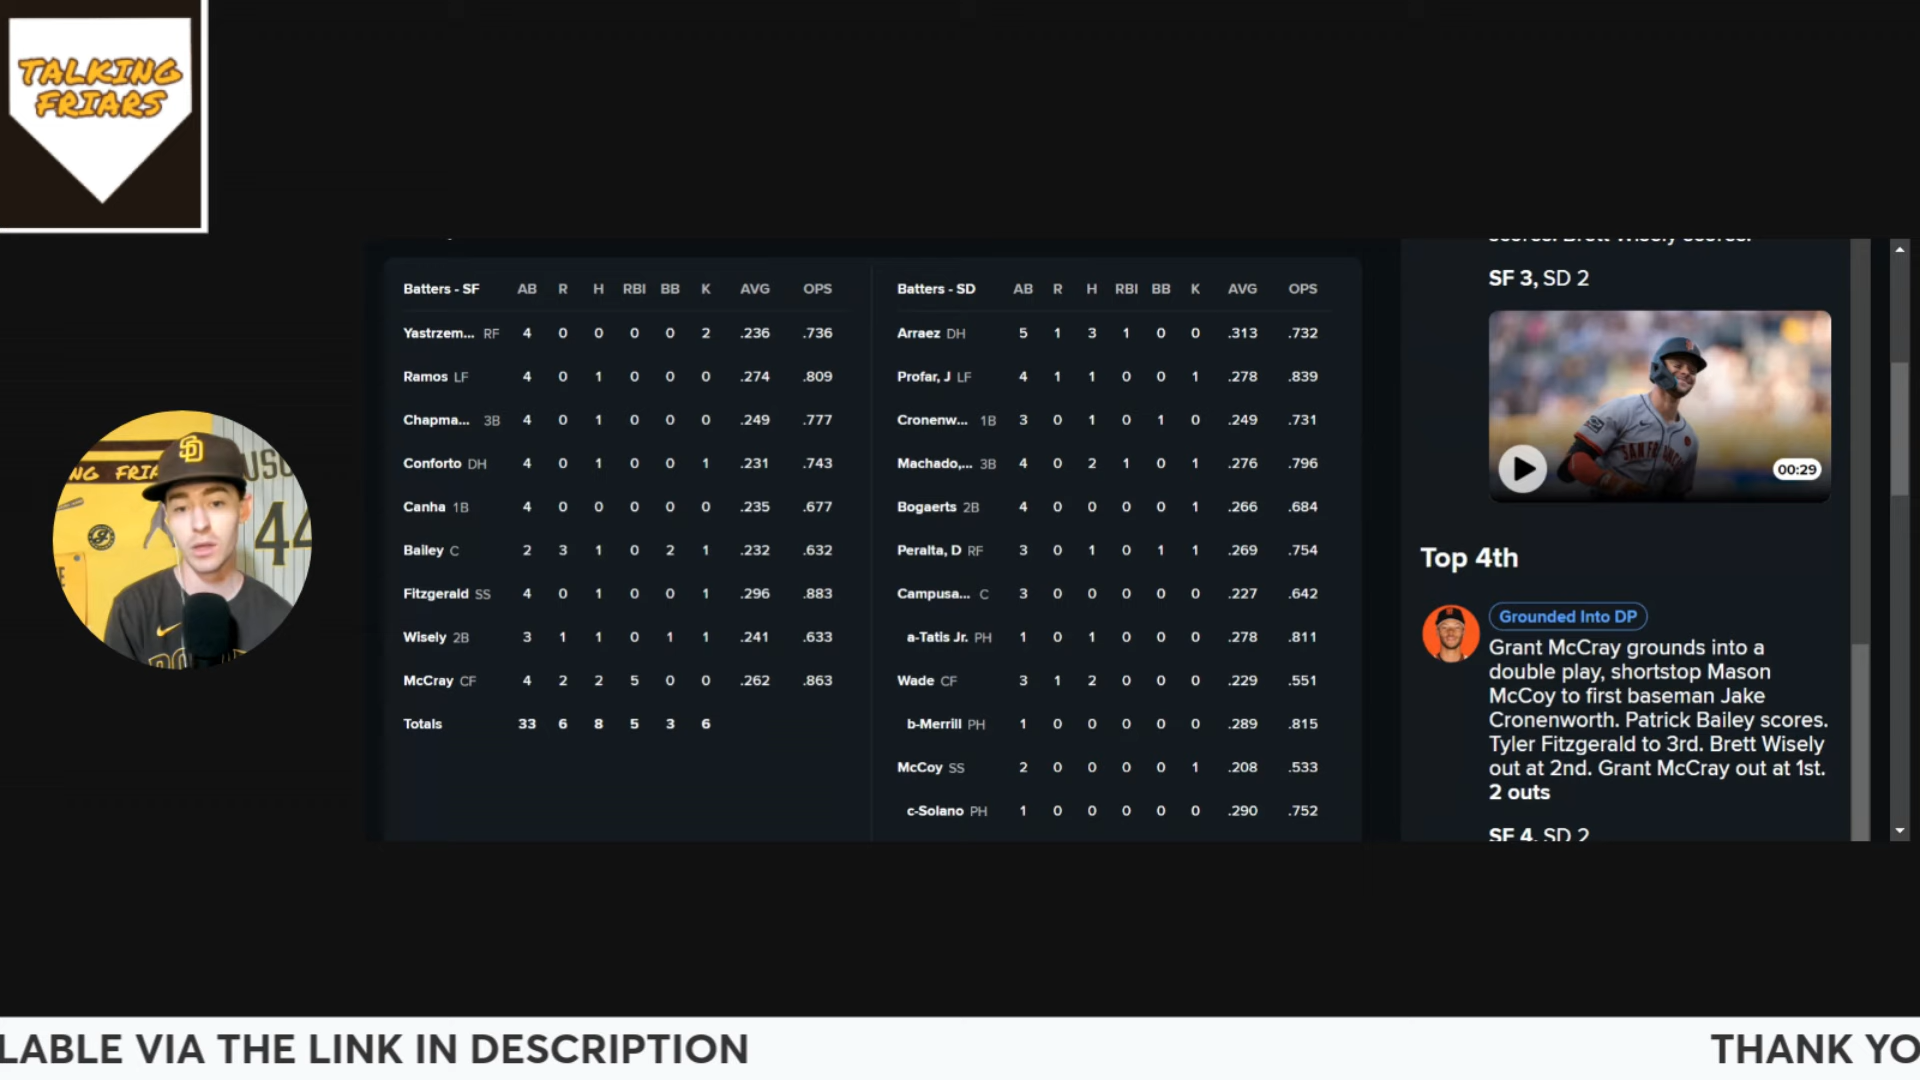 TALKING
FRIARS
Batters - SF AB R H RBI BB K AVG OPS
Yastrzem... RF 4 0 0 0 0 2 .236 .736
Ramos LF 4 0 1 0 0 0 .274 .809
Chapma... 3B 4 0 1 0 0 0 .249 .777
Conforto DH 4 0 1 0 0 1 .231 .743
Canha 1B 4 0 0 0 0 0 .235 .677
Bailey C 2 3 1 0 2 1 .232 .632
Fitzgerald SS 4 0 1 0 0 1 .296 .883
Wisely 2B 3 1 1 0 1 1 .241 .633
McCray CF 4 2 2 5 0 0 .262 .863
Totals 33 6 8 5 3 6
Batters - SD AB R H RBI BB K AVG OPS
Arraez DH 5 1 3 1 0 0 .313 .732
Profar, J LF 4 1 1 0 0 1 .278 .839
Cronenw... 1B 3 0 1 0 1 0 .249 .731
Machado,... 3B 4 0 2 1 0 1 .276 .796
Bogaerts 2B 4 0 0 0 0 1 .266 .684
Peralta, D RF 3 0 1 0 1 1 .269 .754
Campusa... C 3 0 0 0 0 0 .227 .642
a-Tatis Jr. PH 1 0 1 0 0 0 .278 .811
Wade CF 3 1 2 0 0 0 .229 .551
b-Merrill PH 1 0 0 0 0 0 .289 .815
McCoy SS 2 0 0 0 0 1 .208 .533
c-Solano PH 1 0 0 0 0 0 .290 .752
scores. Brett Wisely scores.
SF 3, SD 2
00:29
Top 4th
Grounded Into DP
Grant McCray grounds into a
double play, shortstop Mason
McCoy to first baseman Jake
Cronenworth. Patrick Bailey scores.
Tyler Fitzgerald to 3rd. Brett Wisely
out at 2nd. Grant McCray out at 1st.
2 outs
SF 4, SD 2
NG FRIA
SD
44
LABLE VIA THE LINK IN DESCRIPTION
THANK YO